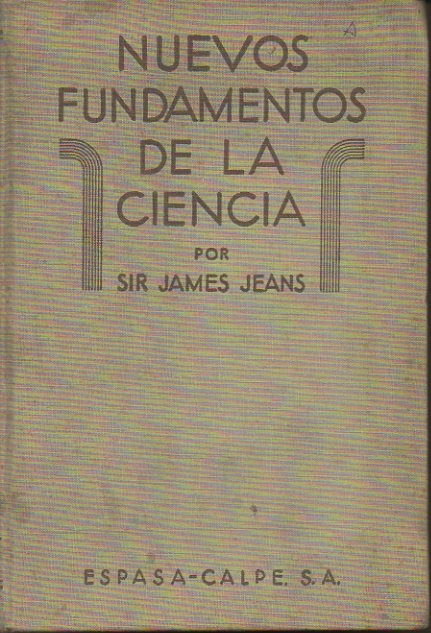 NUEVOS
FUNDAMENTOS
DE LA
CIENCIA
POR
SIR JAMES JEANS
ESPASA-CALPE, S.A.